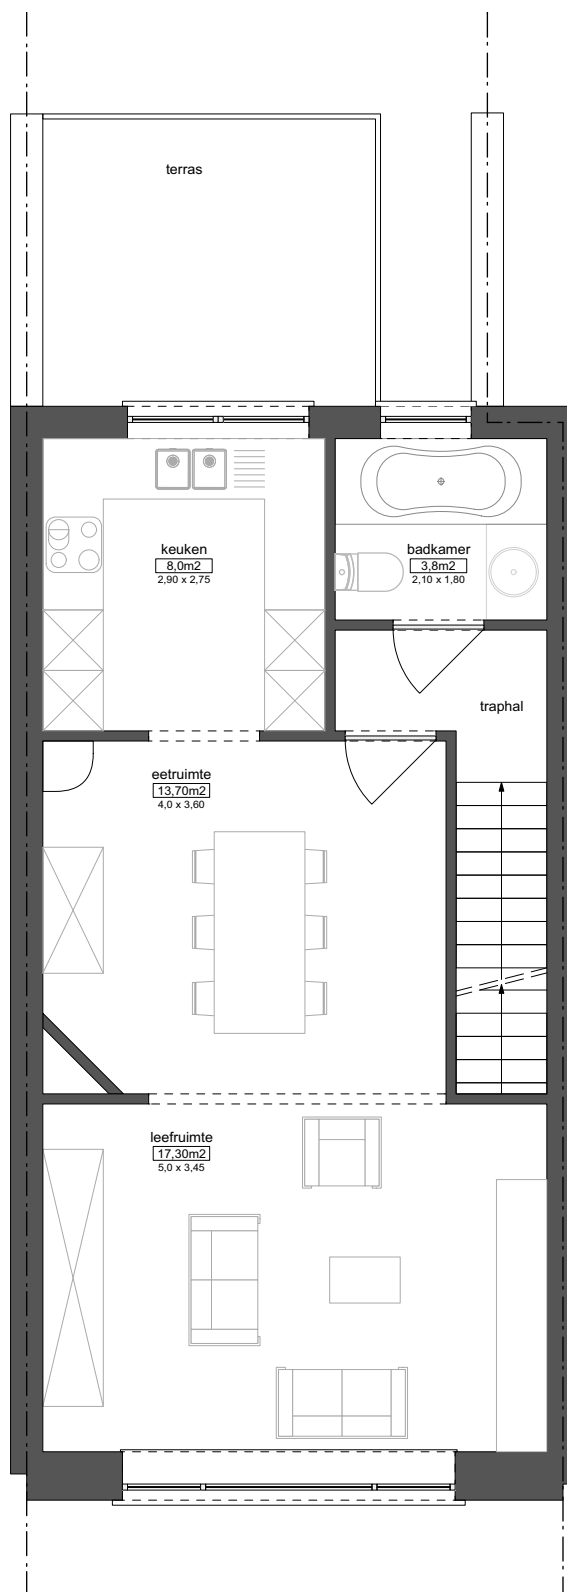 terras
keuken
8,0m2
2,90 x 2,75
badkamer
3,8m2
2,10 x 1,80
traphal
eetruimte
13,70m2
4,0 x 3,60
leefruimte
17,30m2
5,0 x 3,45